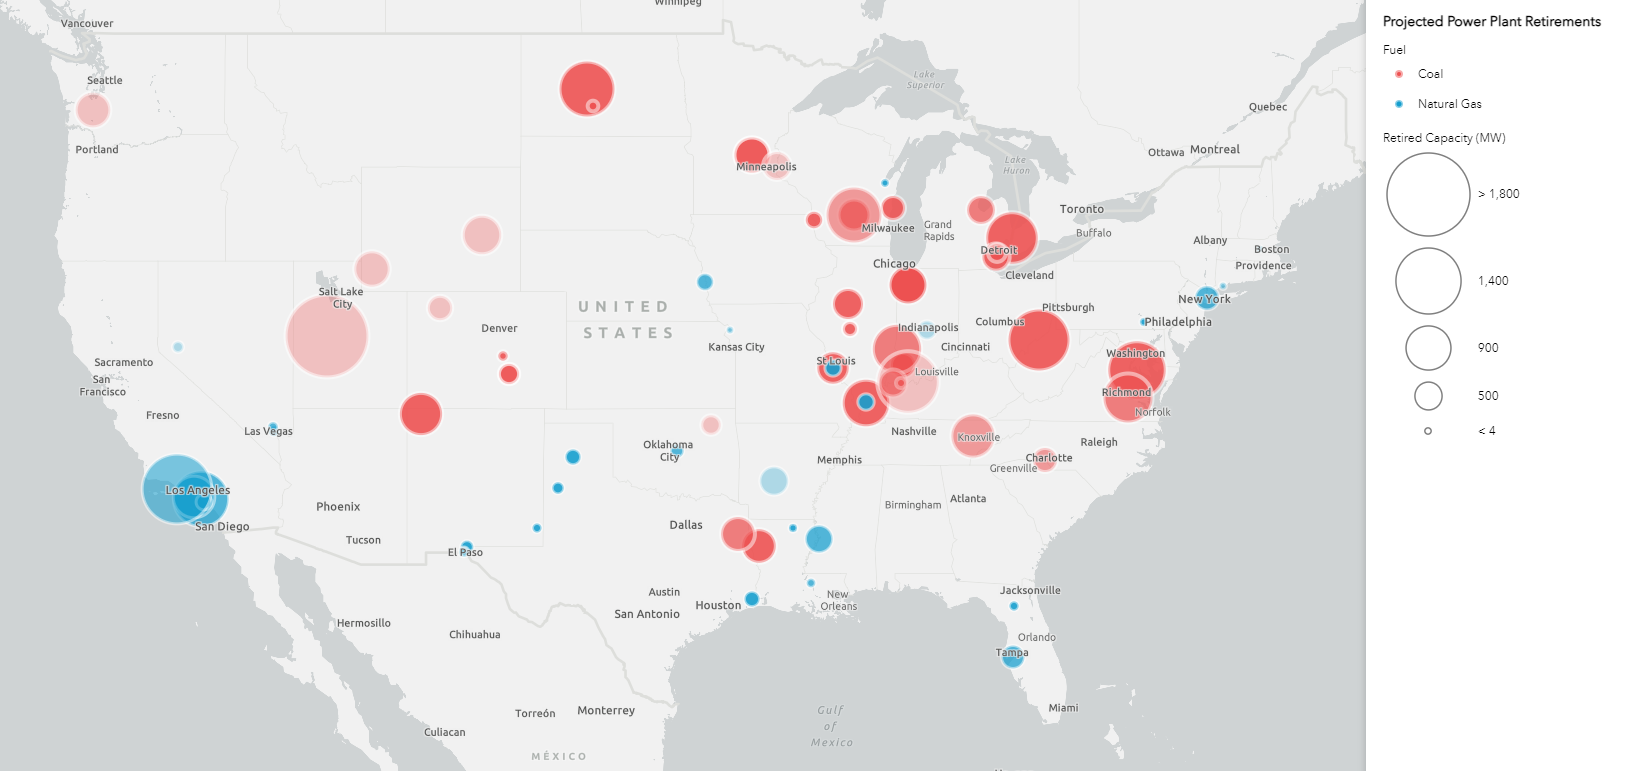 Winnipeg
Vancouver
Seattle
Portland
Lake
Superior
Minneapolis
Quebec
Ottawa
Montreal
Lake
Huron
Toronto
Buffalo
Grand
Rapids
Milwaukee
Detroit
Albany
Boston
Providence
Chicago
Cleveland
Salt Lake
City
UNITED
STATES
New York
Pittsburgh
Philadelphia
Denver
Indianapolis
Columbus
Kansas City
Cincinnati
Washington
Sacramento
San
Francisco
St Louis
Louisville
Richmond
Norfolk
Fresno
Las Vegas
Nashville
Knoxville
Raleigh
Oklahoma
City
Memphis
Charlotte
Greenville
Los Angeles
Phoenix
Birmingham
Atlanta
San Diego
Dallas
Tucson
El Paso
Austin
Houston
San Antonio
New
Orleans
Jacksonville
Hermosillo
Chihuahua
Orlando
Tampa
Torreón
Monterrey
Miami
Gulf
of
Mexico
Culiacan
MÉXICO
Projected Power Plant Retirements
Fuel
Coal
Natural Gas
Retired Capacity (MW)
> 1,800
1,400
900
500
< 4